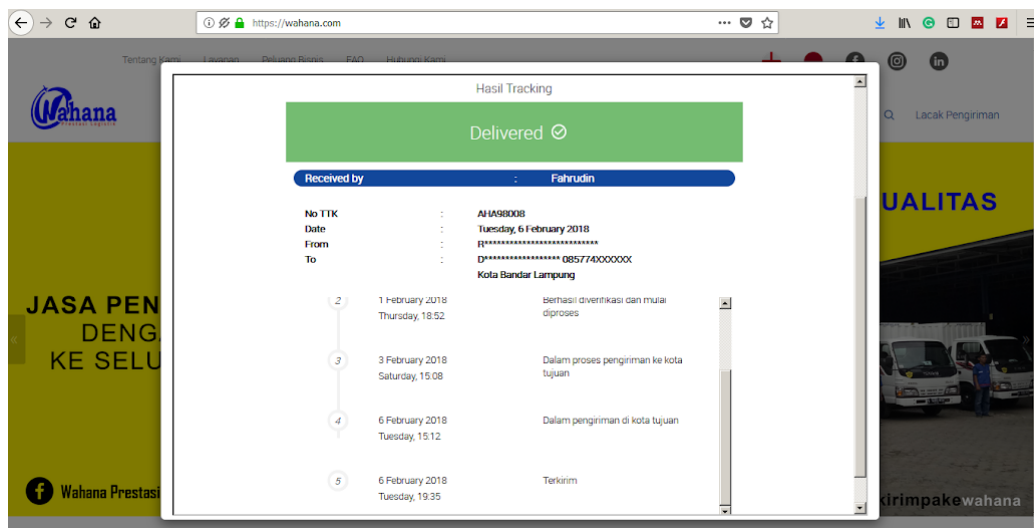 https://wahana.com
Tentang Kami Layanan Peluang Bisnis FAQ Hubungi Kami
Wahana
Prestasi Logistik
Lacak Pengiriman
Hasil Tracking
Delivered
Received by : Fahrudin
No TTK : AHA98008
Date : Tuesday, 6 February 2018
From : R***************************
To : D****************** 085774XXXXXX
Kota Bandar Lampung
2 1 February 2018 Berhasil diverifikasi dan mulai
Thursday, 18:52 diproses
3 3 February 2018 Dalam proses pengiriman ke kota
Saturday, 15:08 tujuan
4 6 February 2018 Dalam pengiriman di kota tujuan
Tuesday, 15:12
5 6 February 2018 Terkirim
Tuesday, 19:35
UALITAS
JASA PEN
DENGA
KE SELU
Wahana Prestasi
kirimpakewahana